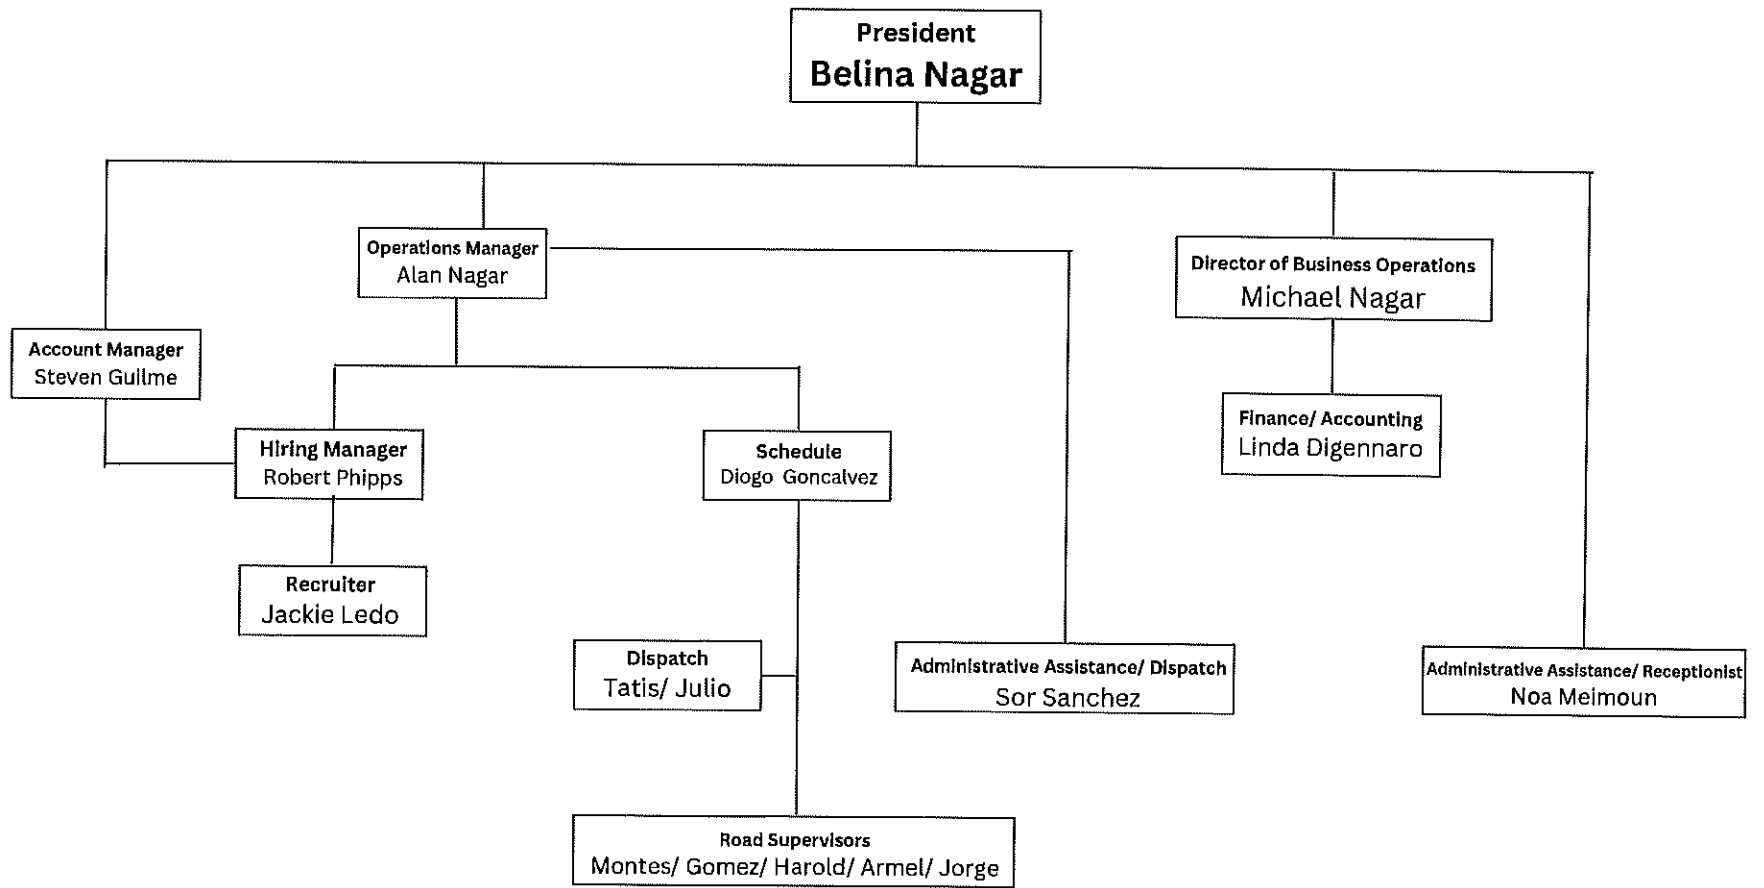 President
Belina Nagar
Operations Manager
Alan Nagar
Director of Business Operations
Michael Nagar
Account Manager
Steven Guilme
Finance/ Accounting
Linda Digennaro
Hiring Manager
Robert Phipps
Schedule
Diogo Goncalvez
Recruiter
Jackie Ledo
Dispatch
Tatis/ Julio
Administrative Assistance/ Dispatch
Sor Sanchez
Administrative Assistance/ Receptionist
Noa Meimoun
Road Supervisors
Montes/ Gomez/ Harold/ Armel/ Jorge